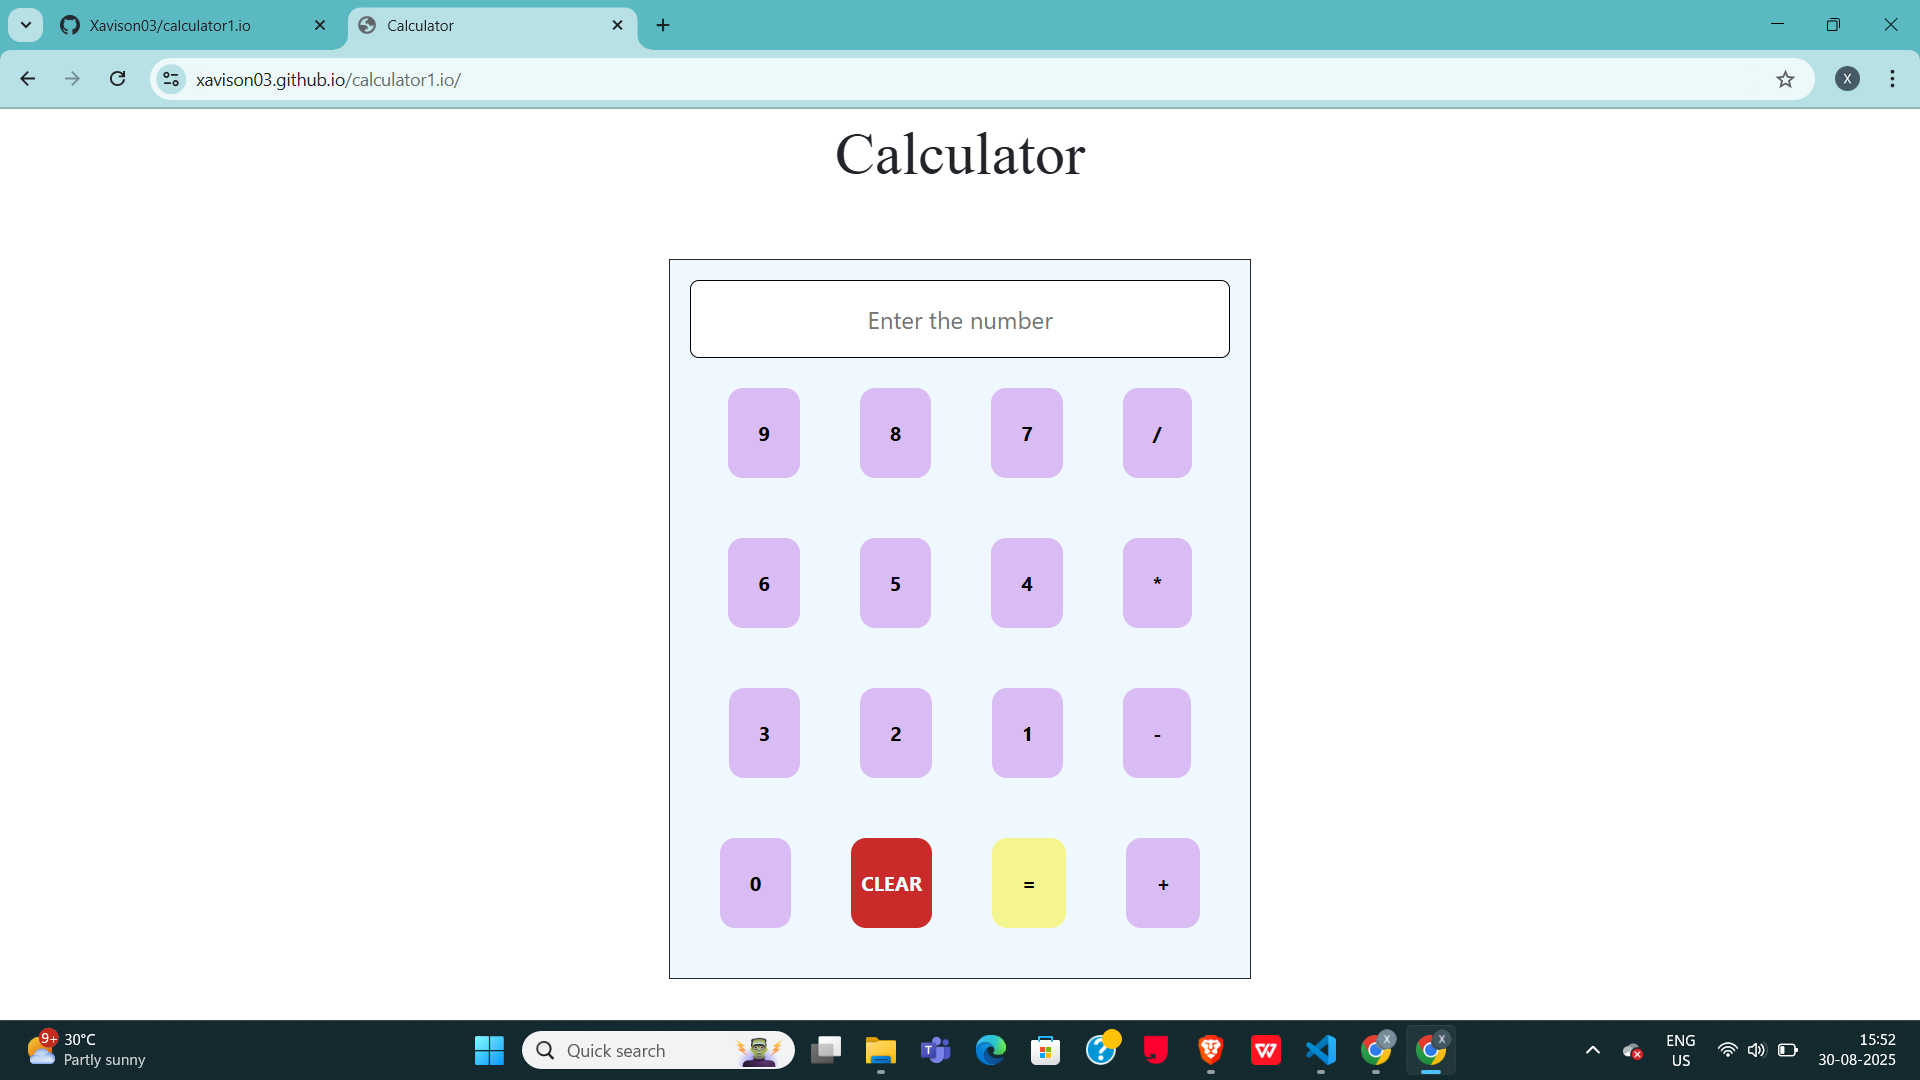 Xavison03/calculator1.io
Calculator
xavison03.github.io/calculator1.io/
X
Calculator
Enter the number
9 8 7 /
6 5 4 *
3 2 1 -
0 CLEAR = +
9+
30°C
Partly sunny
Quick search
T
W
X
X
ENG
US
15:52
30-08-2025